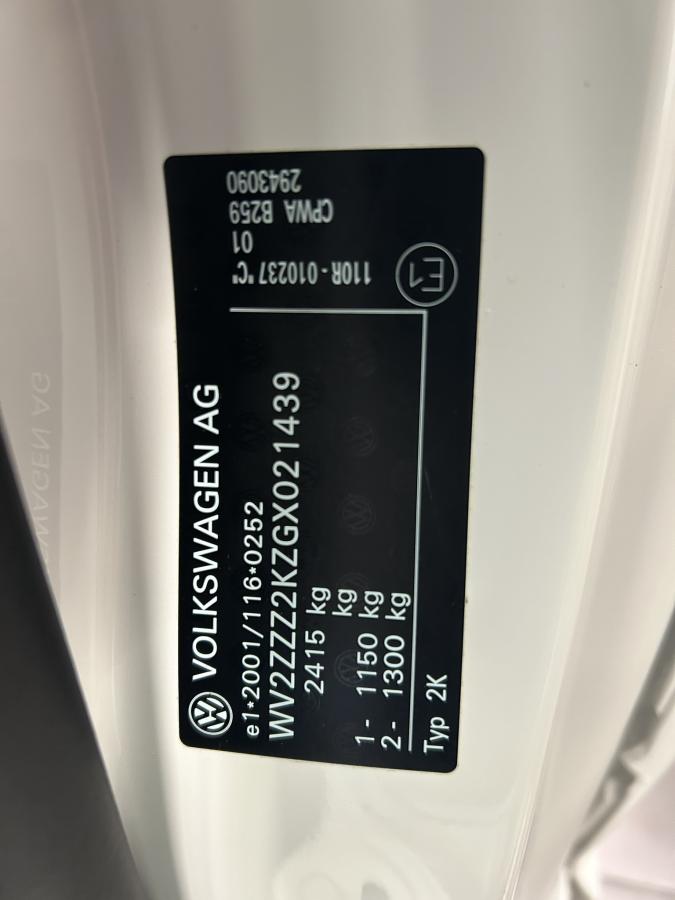 VOLKSWAGEN AG
e1*2001/116*0252
WV2ZZZ2KZGX021439
2415 kg
kg
1- 1150 kg
2- 1300 kg
Typ 2K
E1
110R-010237 "C"
01
CPWA B259
2943090